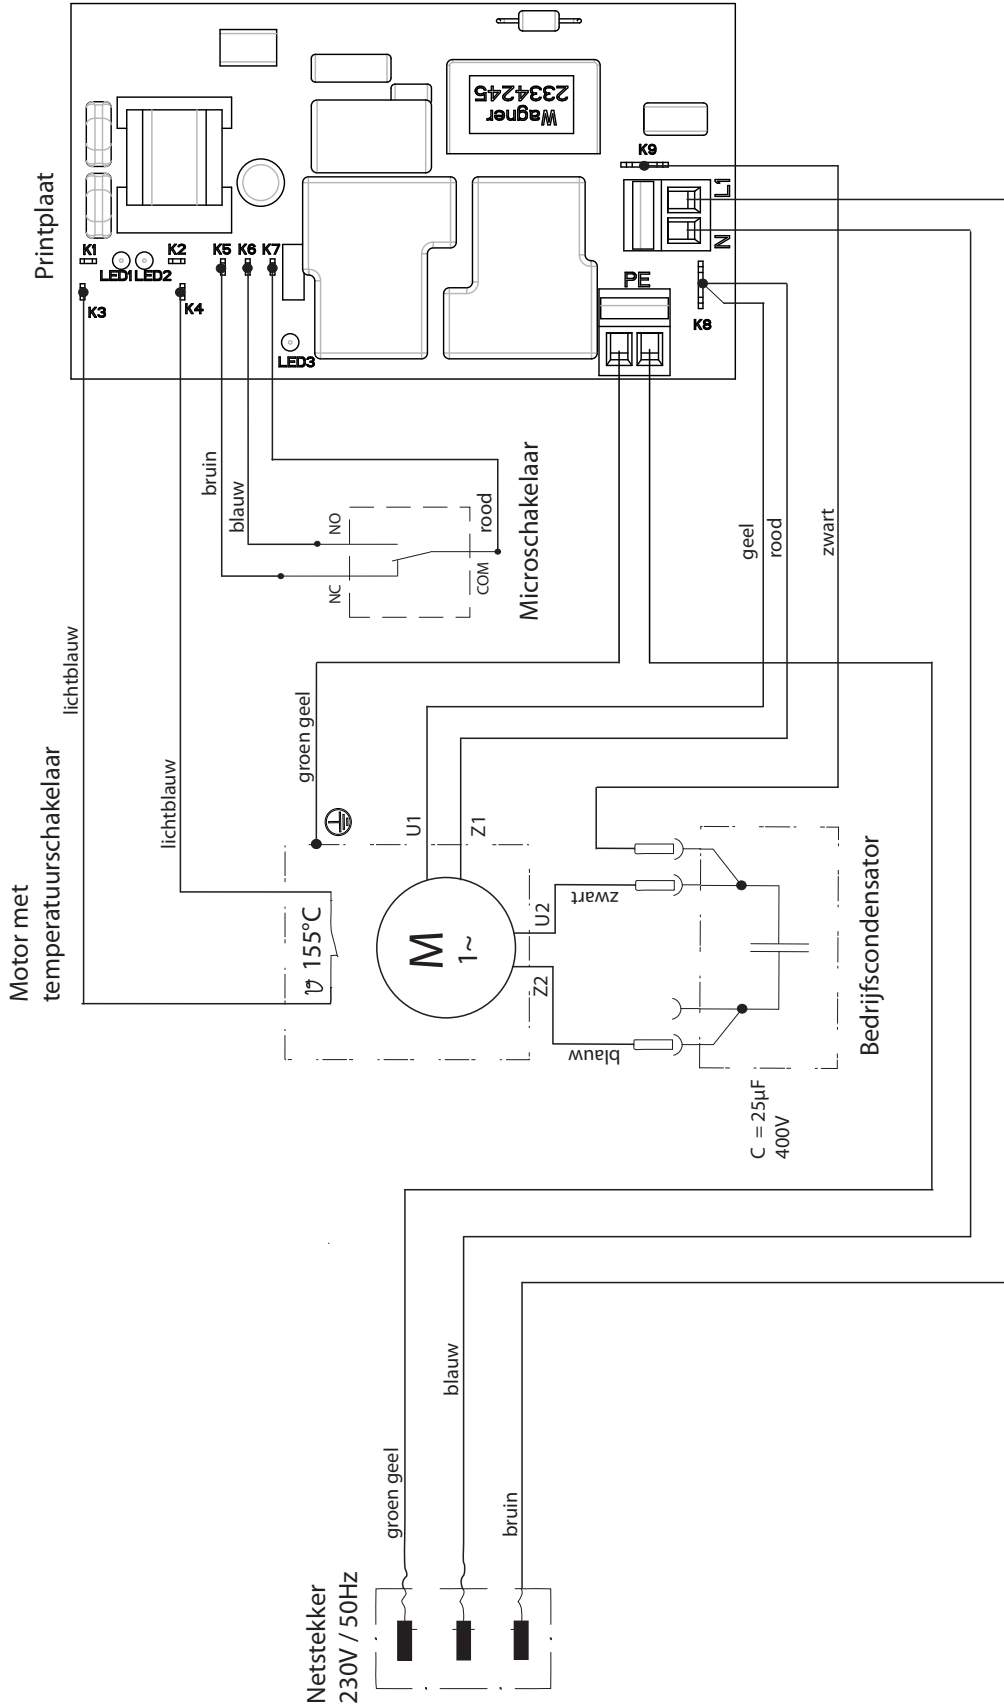 Printplaat
Wagner
2334245
K9
L1
N
K1
K2
K5
K6
K7
LED1
LED2
K3
K4
PE
K8
LED3
bruin
blauw
NO
NC
COM
rood
Microschakelaar
geel
rood
zwart
lichtblauw
lichtblauw
groen geel
Motor met
temperatuurschakelaar
ϑ 155°C
U1
Z1
M
1~
U2
Z2
zwart
blauw
Bedrijfscondensator
C = 25µF
400V
groen geel
blauw
bruin
Netstekker
230V / 50Hz